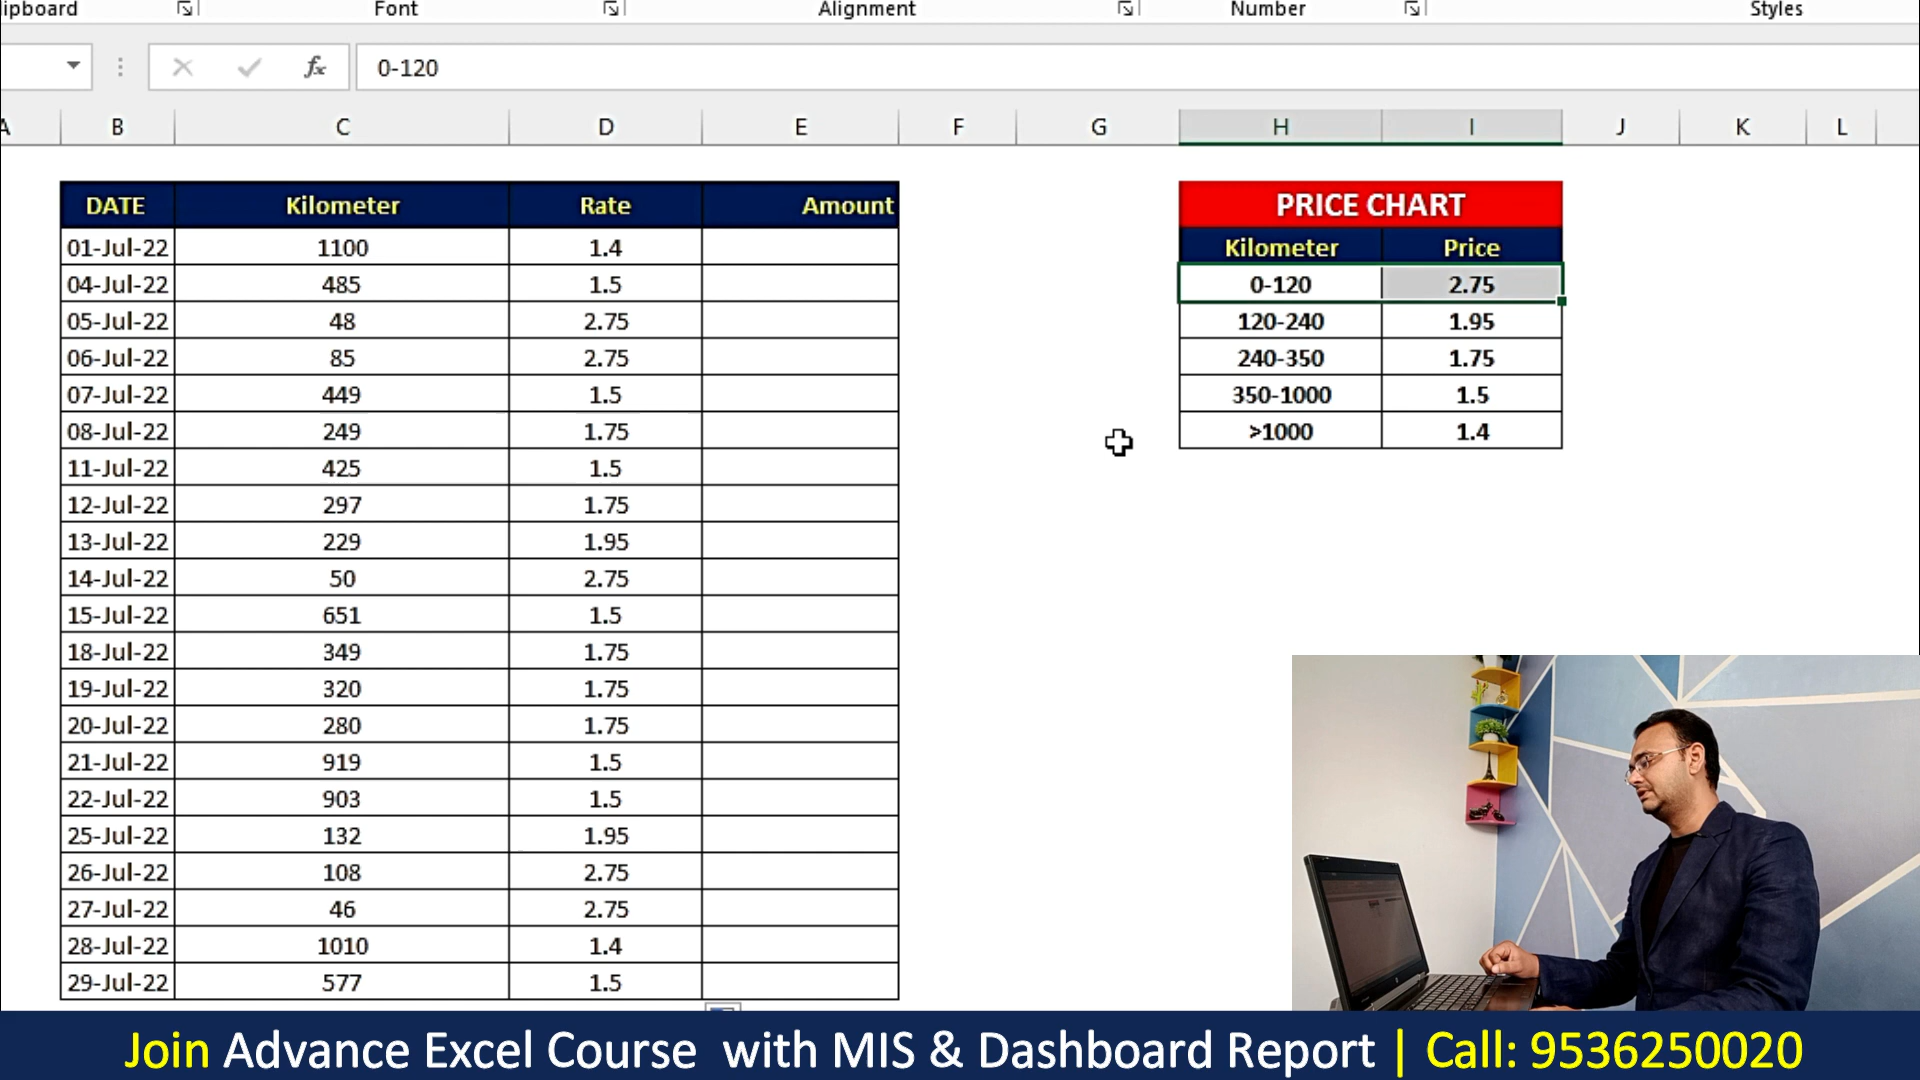 lipboard Font Alignment Number Styles
fx 0-120
A B C D E F G H I J K L
DATE Kilometer Rate Amount
01-Jul-22 1100 1.4
04-Jul-22 485 1.5
05-Jul-22 48 2.75
06-Jul-22 85 2.75
07-Jul-22 449 1.5
08-Jul-22 249 1.75
11-Jul-22 425 1.5
12-Jul-22 297 1.75
13-Jul-22 229 1.95
14-Jul-22 50 2.75
15-Jul-22 651 1.5
18-Jul-22 349 1.75
19-Jul-22 320 1.75
20-Jul-22 280 1.75
21-Jul-22 919 1.5
22-Jul-22 903 1.5
25-Jul-22 132 1.95
26-Jul-22 108 2.75
27-Jul-22 46 2.75
28-Jul-22 1010 1.4
29-Jul-22 577 1.5
PRICE CHART
Kilometer Price
0-120 2.75
120-240 1.95
240-350 1.75
350-1000 1.5
>1000 1.4
Join Advance Excel Course with MIS & Dashboard Report | Call: 9536250020